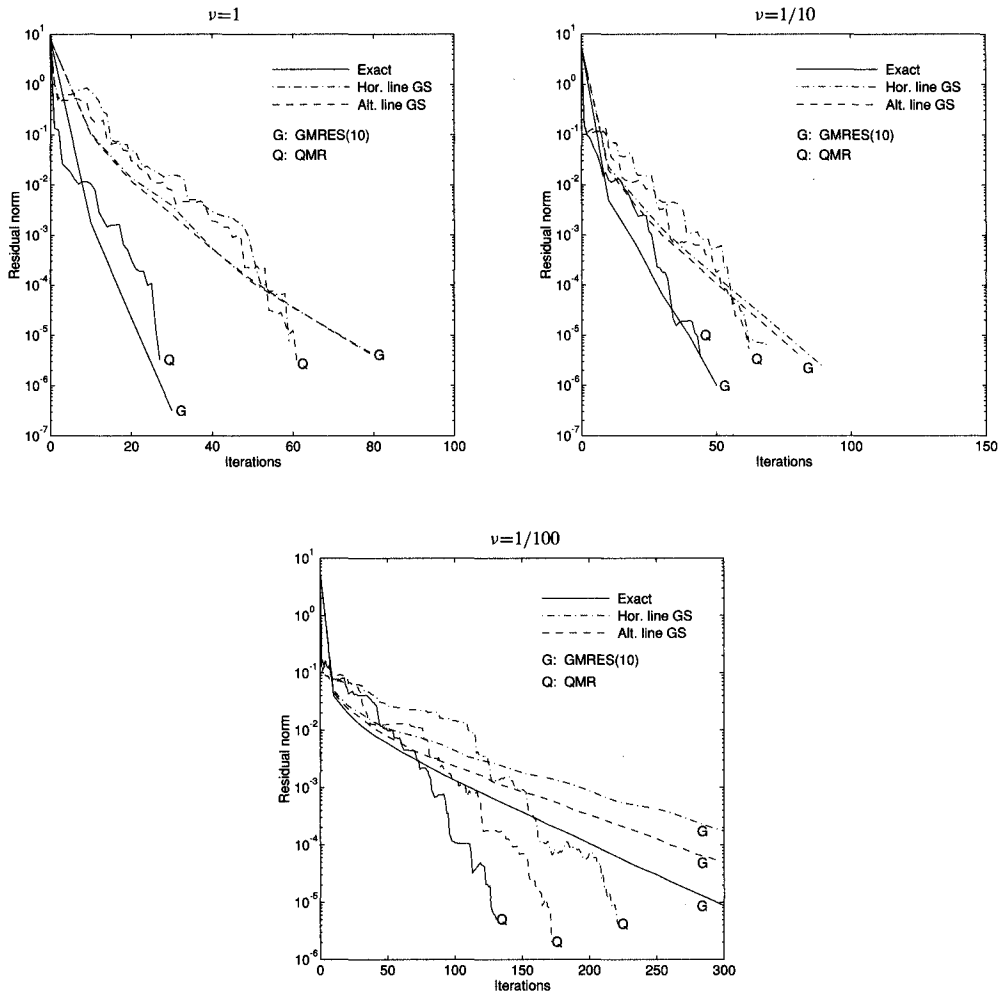 ν=1
10^1
10^0
10^-1
10^-2
10^-3
10^-4
10^-5
10^-6
10^-7
Residual norm
Exact
Hor. line GS
Alt. line GS
G: GMRES(10)
Q: QMR
Q
Q
G
G
0 20 40 60 80 100
Iterations
ν=1/10
10^1
10^0
10^-1
10^-2
10^-3
10^-4
10^-5
10^-6
10^-7
Residual norm
Exact
Hor. line GS
Alt. line GS
G: GMRES(10)
Q: QMR
Q
Q
G
G
0 50 100 150
Iterations
ν=1/100
10^1
10^0
10^-1
10^-2
10^-3
10^-4
10^-5
10^-6
Residual norm
Exact
Hor. line GS
Alt. line GS
G: GMRES(10)
Q: QMR
G
G
G
Q
Q
Q
0 50 100 150 200 250 300
Iterations